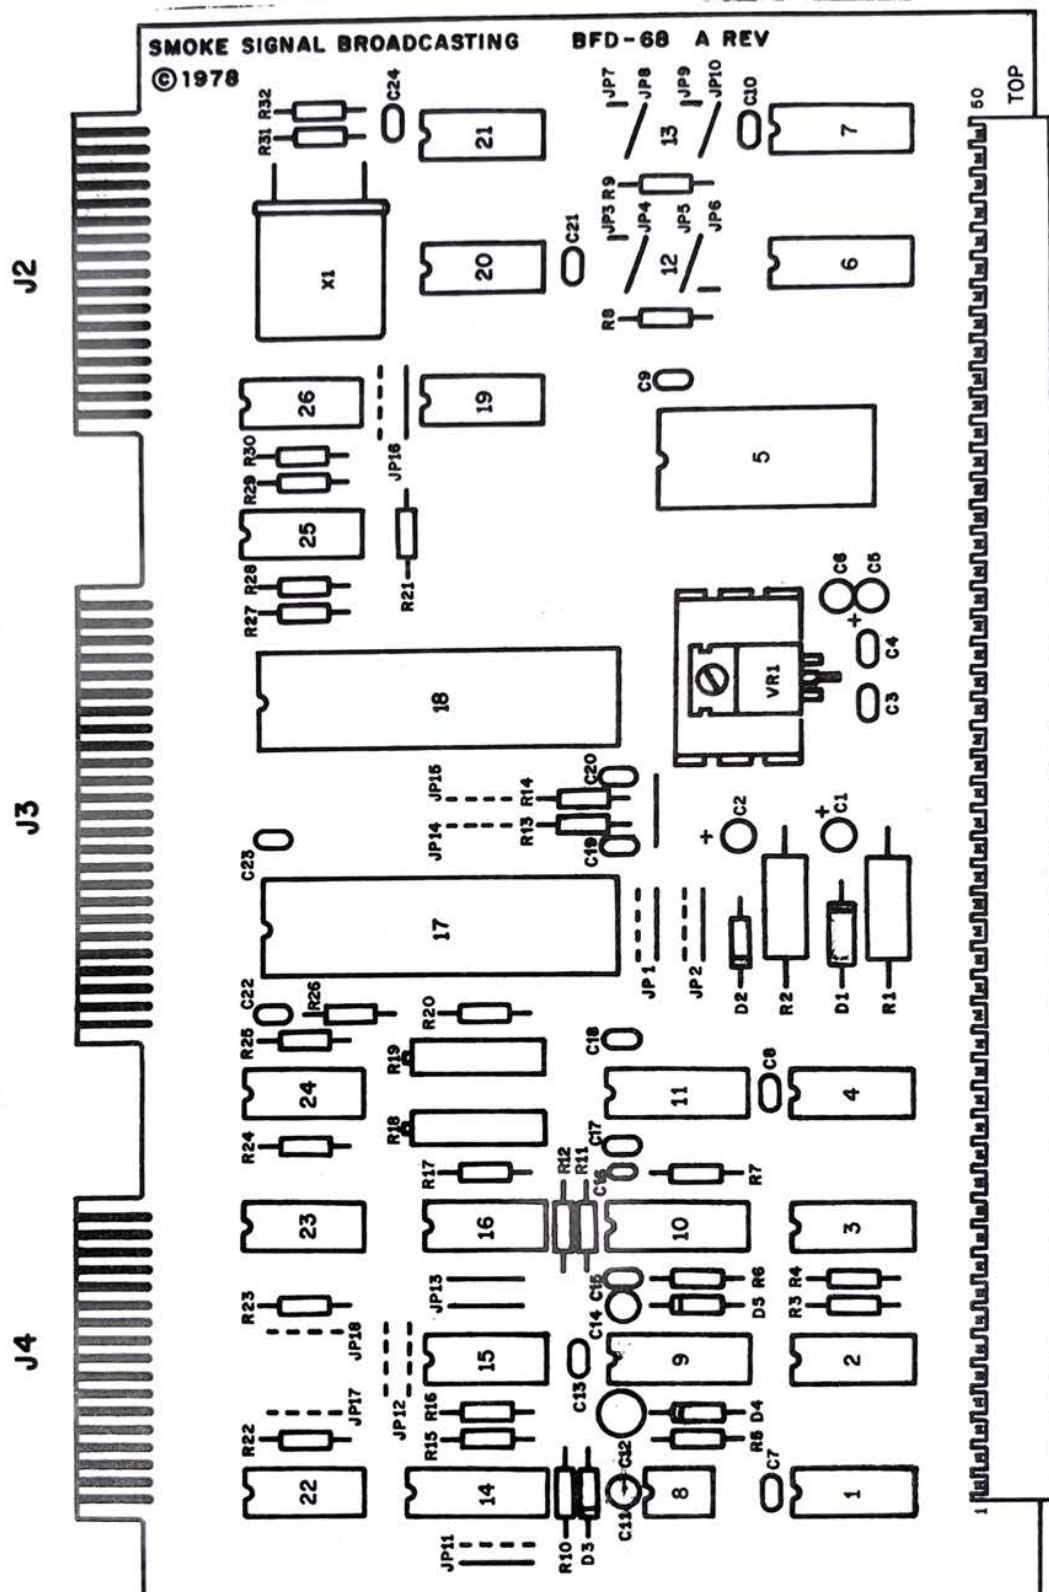 SMOKE SIGNAL BROADCASTING BFD-68 A REV
©1978
J2
J3
J4
TOP
50
1
R32
R31
C24
21
JP7
JP8
JP9
JP10
13
C10
7
X1
20
C21
R9
JP3
JP4
JP5
JP6
12
R8
6
26
19
JP16
C9
5
R30
R29
25
R21
R28
R27
18
C6
C5
+
C4
C3
VR1
JP15
JP14
R14
R13
C20
C19
C23
17
JP1
JP2
+
C2
+
C1
D2
R2
D1
R1
C22
R26
R25
R20
R19
R18
24
R24
C18
11
C8
4
C17
C16
R17
R12
R11
R7
23
16
10
3
R23
JP13
C15
C14
R6
D5
R4
R3
JP18
JP17
JP12
15
C13
9
2
R22
R16
R15
C12
D4
R5
22
14
C11
8
C7
1
JP11
R10
D3